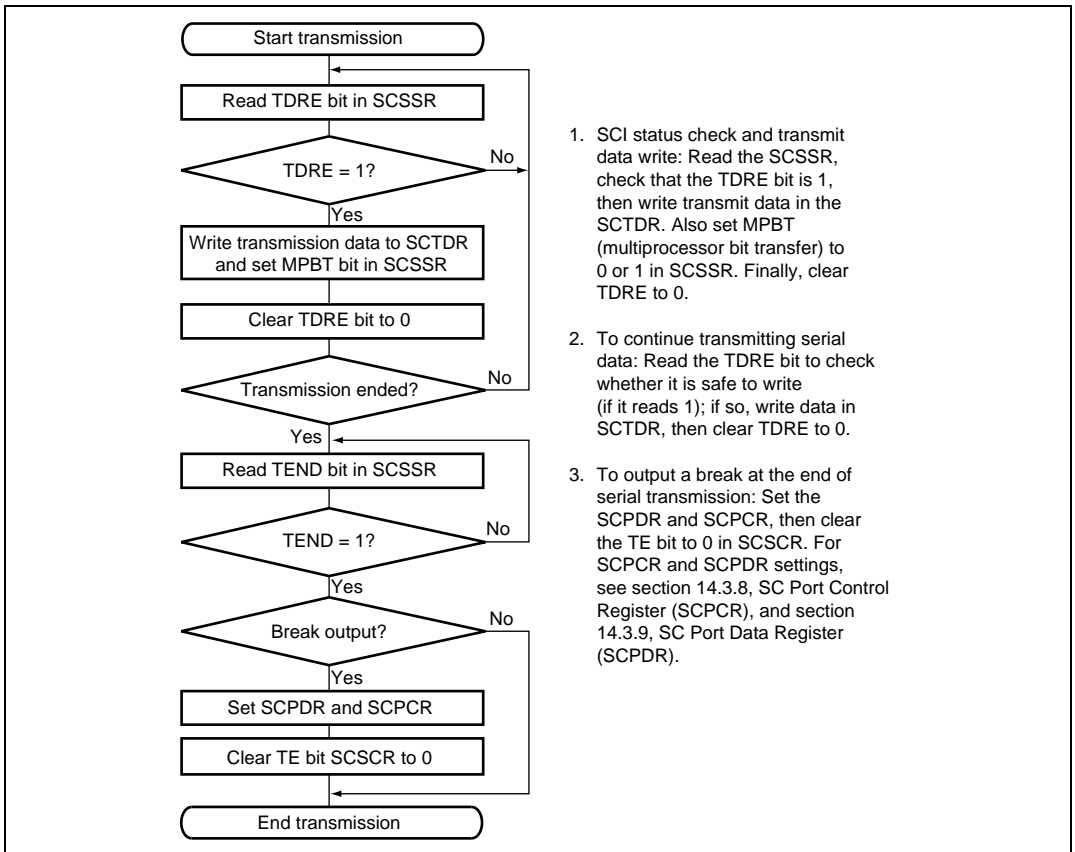 Start transmission
Read TDRE bit in SCSSR
TDRE = 1?
No
Yes
Write transmission data to SCTDR
and set MPBT bit in SCSSR
Clear TDRE bit to 0
Transmission ended?
No
Yes
Read TEND bit in SCSSR
TEND = 1?
No
Yes
Break output?
No
Yes
Set SCPDR and SCPCR
Clear TE bit SCSCR to 0
End transmission
1. SCI status check and transmit
data write: Read the SCSSR,
check that the TDRE bit is 1,
then write transmit data in the
SCTDR. Also set MPBT
(multiprocessor bit transfer) to
0 or 1 in SCSSR. Finally, clear
TDRE to 0.
2. To continue transmitting serial
data: Read the TDRE bit to check
whether it is safe to write
(if it reads 1); if so, write data in
SCTDR, then clear TDRE to 0.
3. To output a break at the end of
serial transmission: Set the
SCPDR and SCPCR, then clear
the TE bit to 0 in SCSCR. For
SCPCR and SCPDR settings,
see section 14.3.8, SC Port Control
Register (SCPCR), and section
14.3.9, SC Port Data Register
(SCPDR).